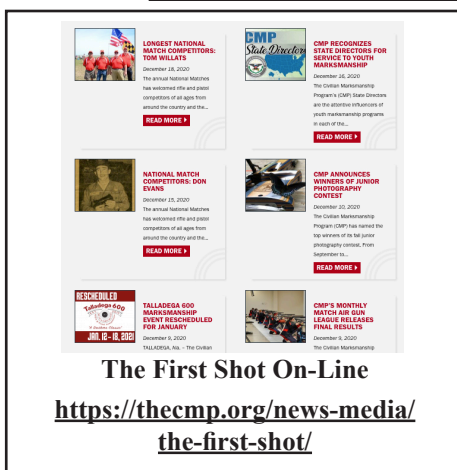 LONGEST NATIONAL
MATCH COMPETITORS:
TOM WILLATS
December 18, 2020
The annual National Matches
has welcomed rifle and pistol
competitors of all ages from
around the country and the...
READ MORE
CMP
State Director
CMP RECOGNIZES
STATE DIRECTORS FOR
SERVICE TO YOUTH
MARKSMANSHIP
December 16, 2020
The Civilian Marksmanship
Program's (CMP) State Directors
are the attentive influencers of
youth marksmanship programs
in each of the...
READ MORE
NATIONAL MATCH
COMPETITORS: DON
EVANS
December 15, 2020
The annual National Matches
has welcomed rifle and pistol
competitors of all ages from
around the country and the...
READ MORE
CMP ANNOUNCES
WINNERS OF JUNIOR
PHOTOGRAPHY
CONTEST
December 10, 2020
The Civilian Marksmanship
Program (CMP) has named the
top winners of its fall junior
photography contest. From
September to...
READ MORE
RESCHEDULED
Talladega 600
JAN. 12-18, 2021
TALLADEGA 600
MARKSMANSHIP
EVENT RESCHEDULED
FOR JANUARY
December 9, 2020
TALLADEGA, Ala. – The Civilian
CMP'S MONTHLY
MATCH AIR GUN
LEAGUE RELEASES
FINAL RESULTS
December 9, 2020
The Civilian Marksmanship
The First Shot On-Line
https://thecmp.org/news-media/
the-first-shot/